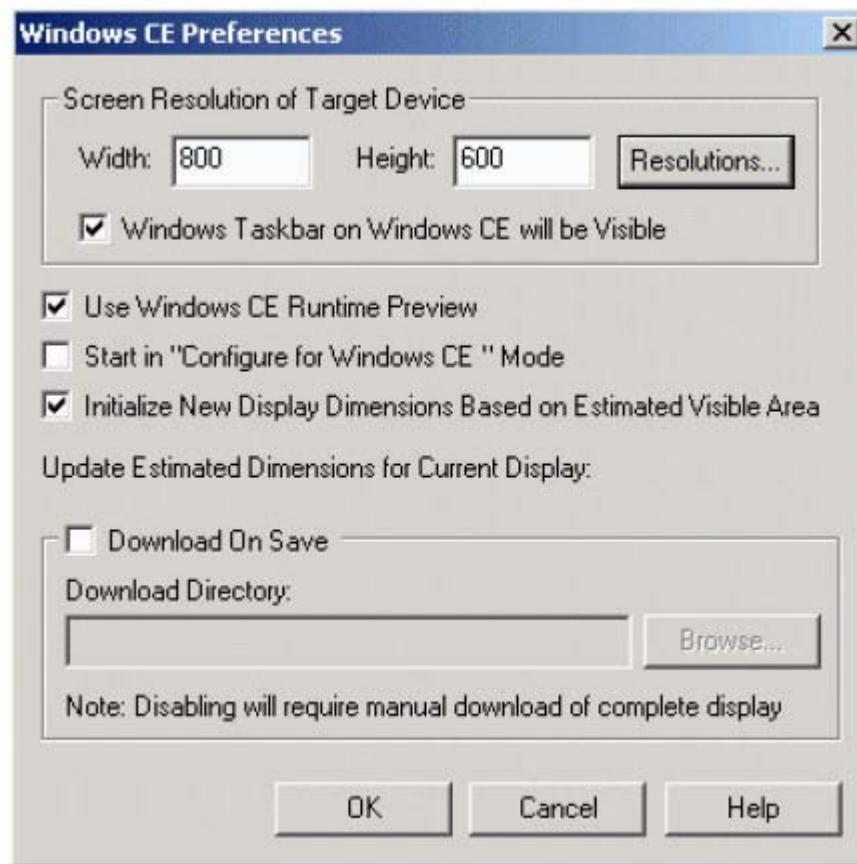 Windows CE Preferences
Screen Resolution of Target Device
Width: 800 Height: 600 Resolutions...
Windows Taskbar on Windows CE will be Visible
Use Windows CE Runtime Preview
Start in "Configure for Windows CE " Mode
Initialize New Display Dimensions Based on Estimated Visible Area
Update Estimated Dimensions for Current Display:
Download On Save
Download Directory:
Browse...
Note: Disabling will require manual download of complete display
OK Cancel Help